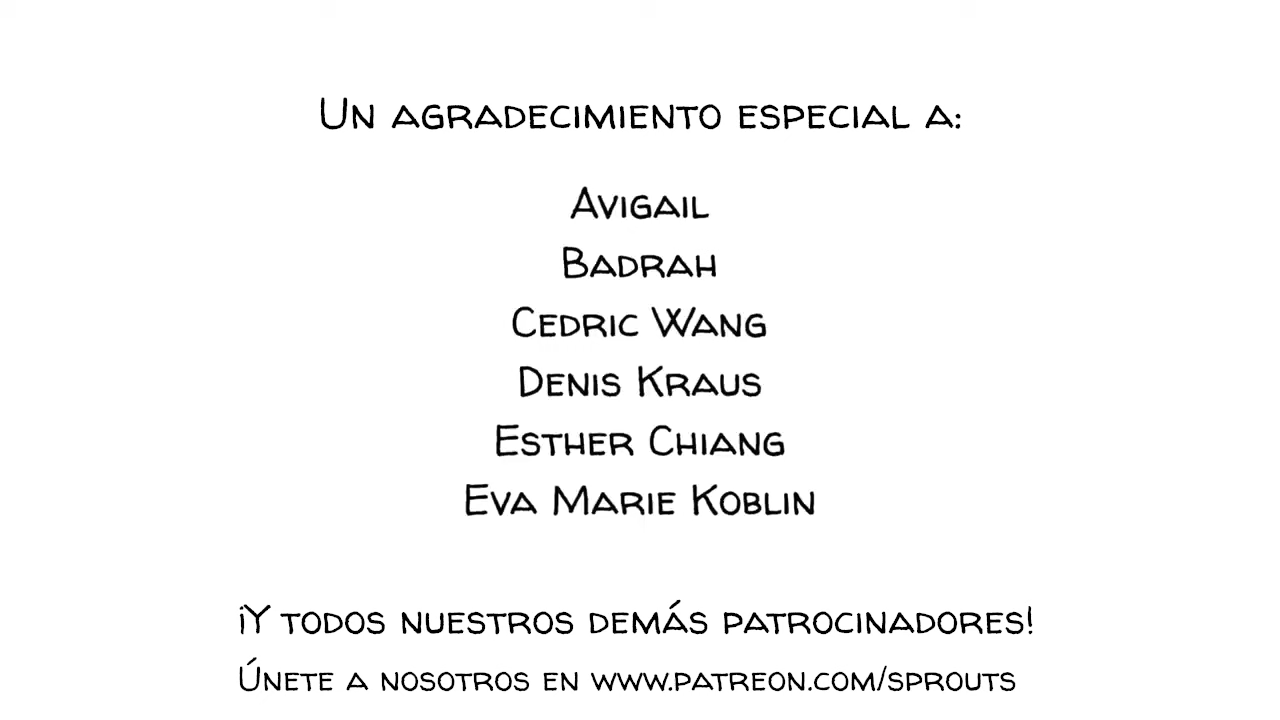 Un agradecimiento especial a:
Avigail
Badrah
Cedric Wang
Denis Kraus
Esther Chiang
Eva Marie Koblin
¡Y todos nuestros demás patrocinadores!
Únete a nosotros en www.patreon.com/sprouts